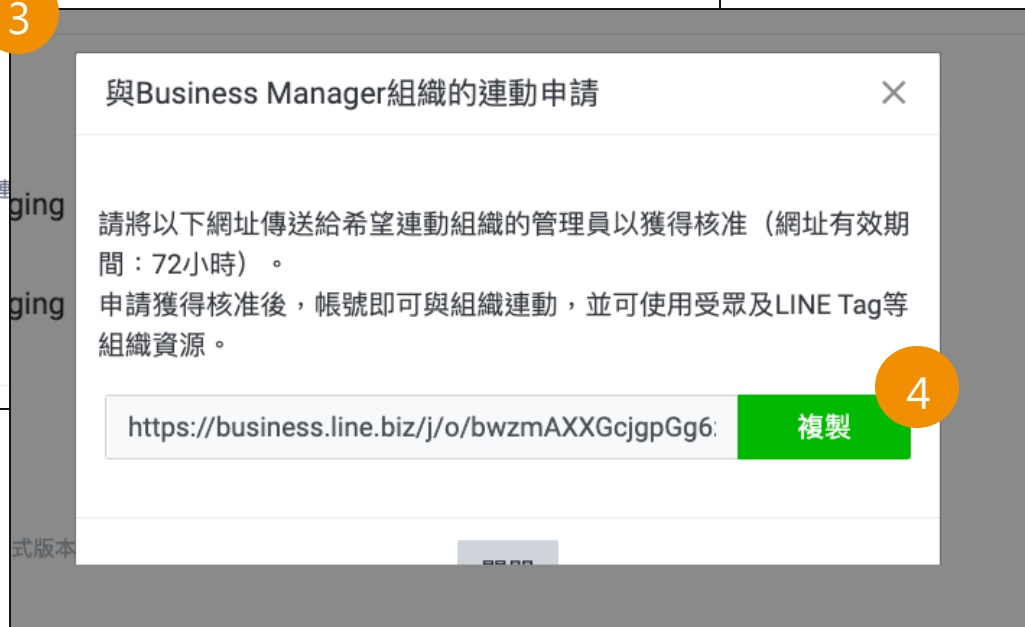 3
與Business Manager組織的連動申請
ging
請將以下網址傳送給希望連動組織的管理員以獲得核准（網址有效期
間：72小時）。
ging
申請獲得核准後，帳號即可與組織連動，並可使用受眾及LINE Tag等
組織資源。
4
https://business.line.biz/j/o/bwzmAXXGcjgpGg6
複製
式版本